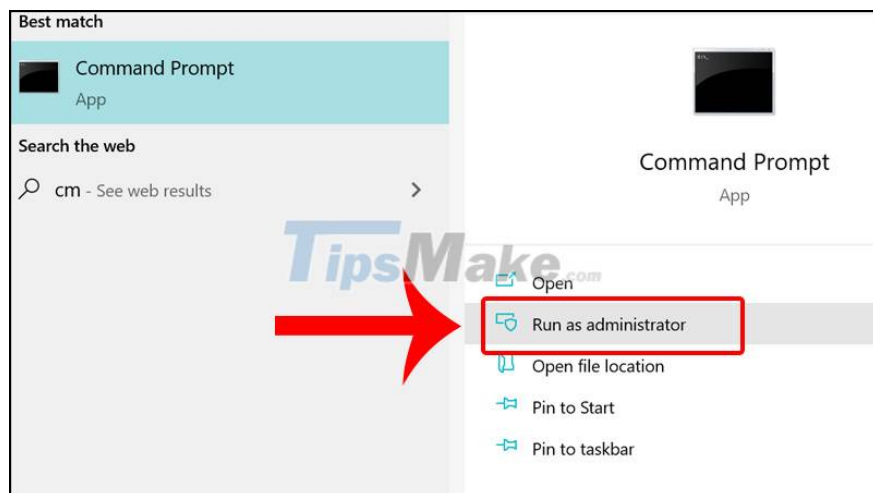 Best match
Command Prompt
App
Search the web
cm - See web results
Command Prompt
App
TipsMake.com
Open
Run as administrator
Open file location
Pin to Start
Pin to taskbar